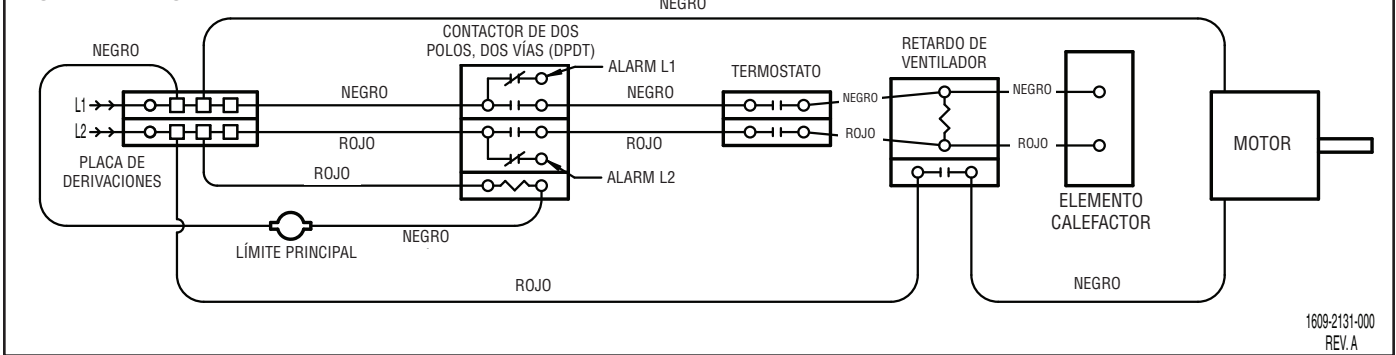 NEGRO
NEGRO
CONTACTOR DE DOS
POLOS, DOS VÍAS (DPDT)
RETARDO DE
VENTILADOR
ALARM L1
TERMOSTATO
L1
NEGRO
NEGRO
NEGRO
NEGRO
L2
ROJO
ROJO
ROJO
ROJO
MOTOR
PLACA DE
DERIVACIONES
ROJO
ALARM L2
ELEMENTO
CALEFACTOR
LÍMITE PRINCIPAL
NEGRO
ROJO
NEGRO
1609-2131-000
REV. A